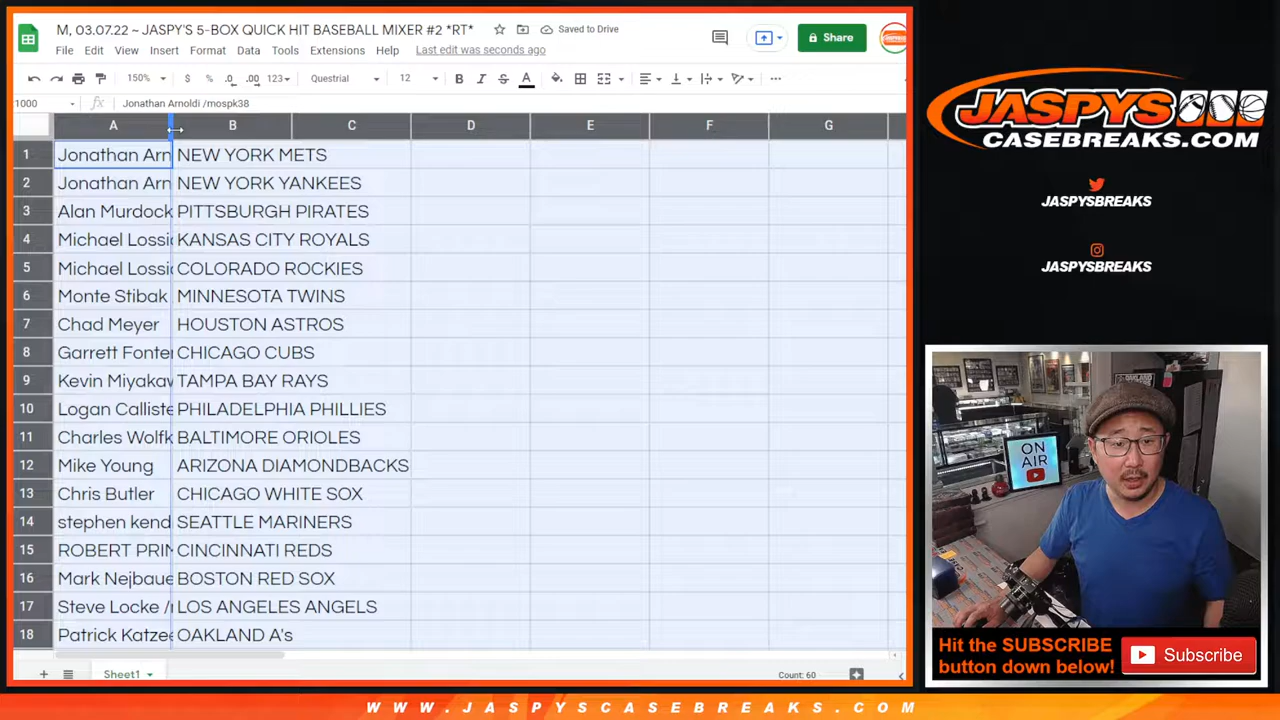 M, 03.07.22 ~ JASPY'S 5-BOX QUICK HIT BASEBALL MIXER #2 *RT*
Saved to Drive
Share
File Edit View Insert Format Data Tools Extensions Help Last edit was seconds ago
150% $ % .0 .00 123 Questrial 12 B I S A
1000 fx Jonathan Arnoldi /mospk38
A B C D E F G
1 Jonathan Arn NEW YORK METS
2 Jonathan Arn NEW YORK YANKEES
3 Alan Murdock PITTSBURGH PIRATES
4 Michael Lossi KANSAS CITY ROYALS
5 Michael Lossi COLORADO ROCKIES
6 Monte Stibak MINNESOTA TWINS
7 Chad Meyer HOUSTON ASTROS
8 Garrett Fonte CHICAGO CUBS
9 Kevin Miyakaw TAMPA BAY RAYS
10 Logan Calliste PHILADELPHIA PHILLIES
11 Charles Wolfk BALTIMORE ORIOLES
12 Mike Young ARIZONA DIAMONDBACKS
13 Chris Butler CHICAGO WHITE SOX
14 stephen kend SEATTLE MARINERS
15 ROBERT PRIN CINCINNATI REDS
16 Mark Nejbaue BOSTON RED SOX
17 Steve Locke / LOS ANGELES ANGELS
18 Patrick Katze OAKLAND A's
Sheet1
Count: 60
JASPYS
CASEBREAKS.COM
JASPYSBREAKS
JASPYSBREAKS
ON
AIR
Hit the SUBSCRIBE
button down below!
Subscribe
WWW.JASPYSCASEBREAKS.COM